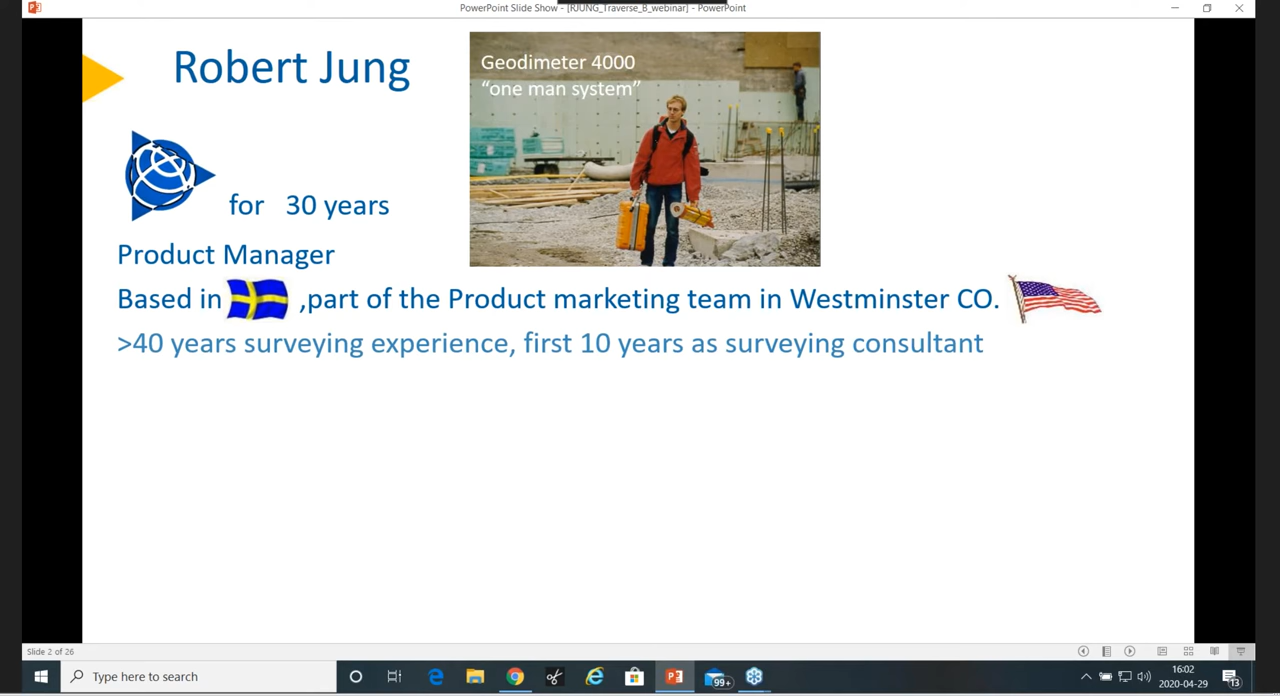 PowerPoint Slide Show - [RJUNG_Traverse_B_webinar] - PowerPoint
Robert Jung
Geodimeter 4000
“one man system”
for 30 years
Product Manager
Based in ,part of the Product marketing team in Westminster CO.
>40 years surveying experience, first 10 years as surveying consultant
Slide 2 of 26
Type here to search
99+
16:02
2020-04-29
13